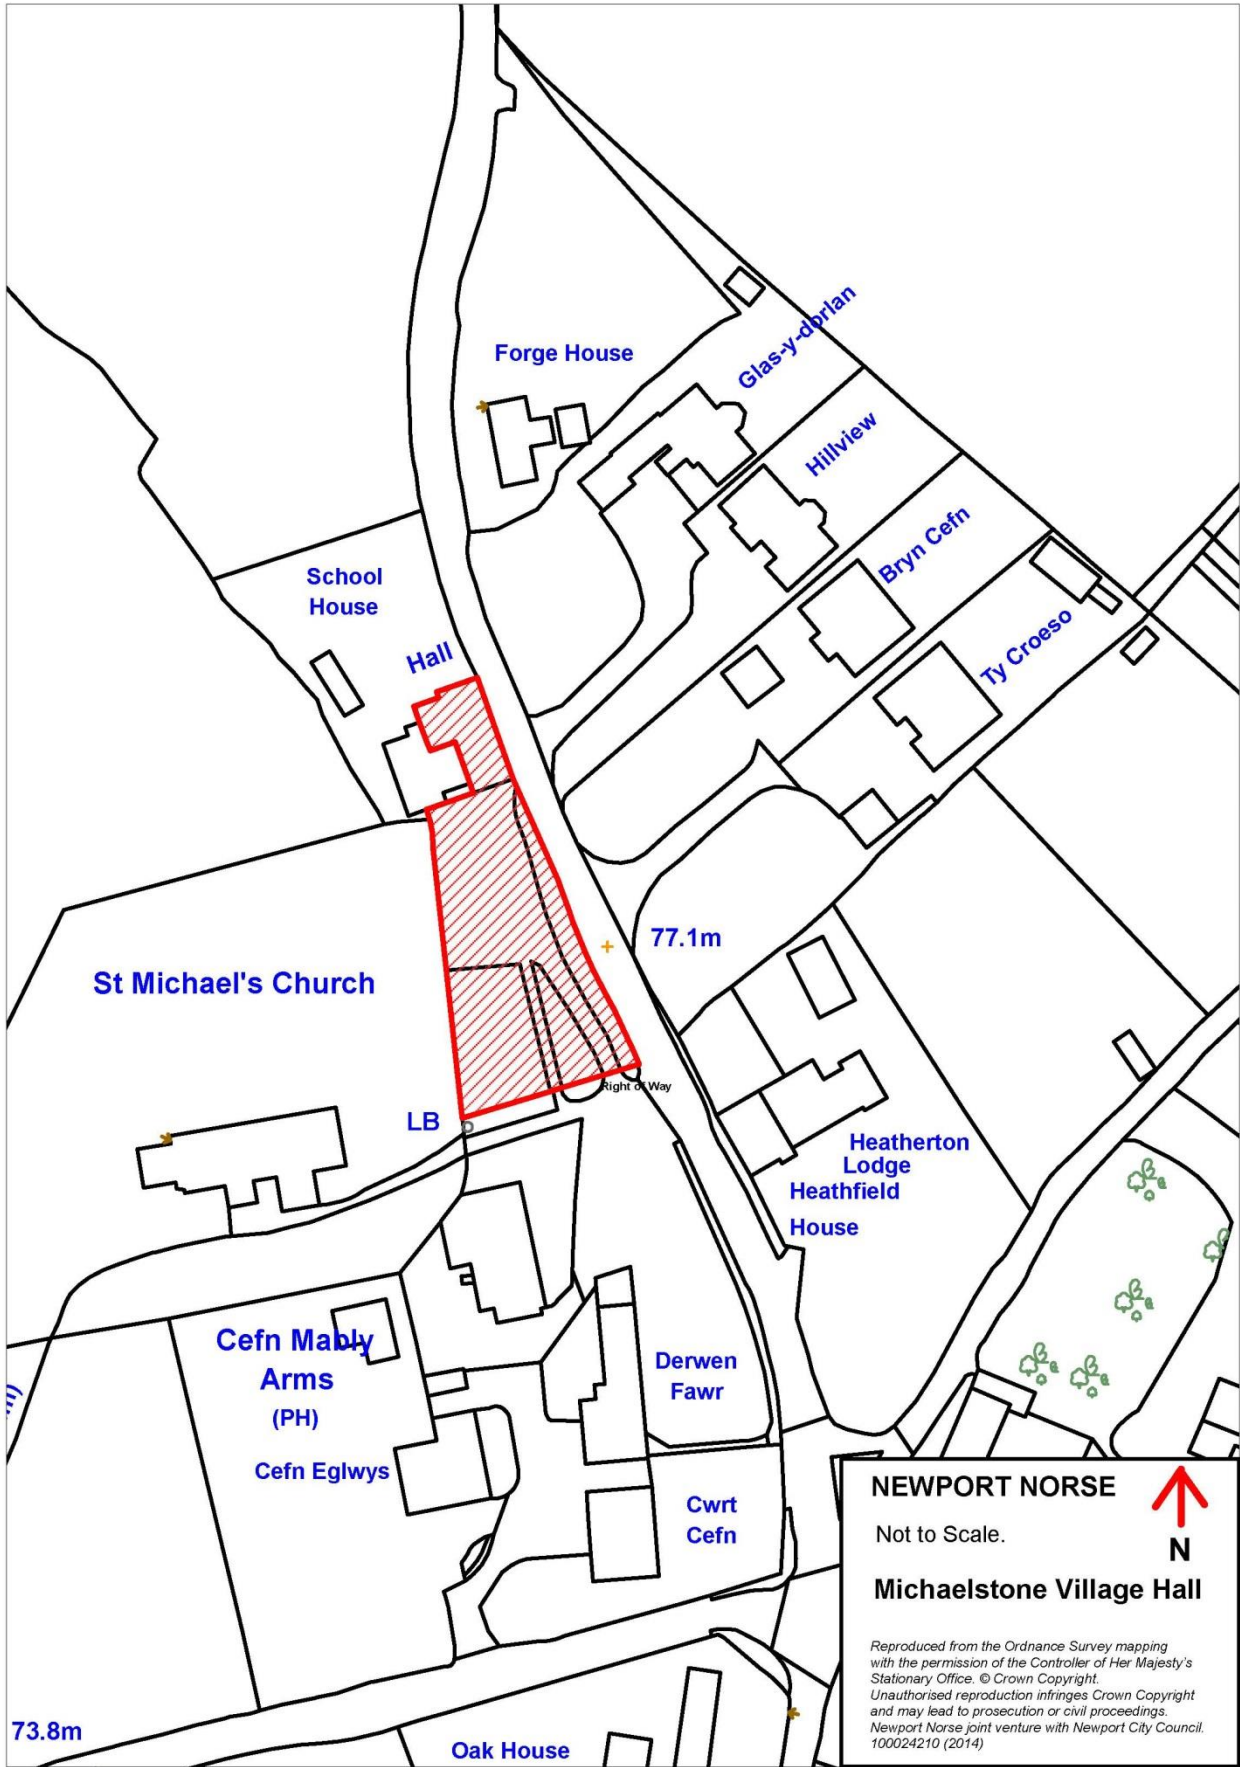 Forge House
Glas-y-dorlan
Hillview
Bryn Cefn
School
House
Hall
Ty Croeso
77.1m
St Michael's Church
Right of Way
LB
Heatherton
Lodge
Heathfield
House
Cefn Mably
Arms
(PH)
Derwen
Fawr
Cefn Eglwys
Cwrt
Cefn
73.8m
Oak House
NEWPORT NORSE
Not to Scale.
N
Michaelstone Village Hall
Reproduced from the Ordnance Survey mapping
with the permission of the Controller of Her Majesty's
Stationary Office. © Crown Copyright.
Unauthorised reproduction infringes Crown Copyright
and may lead to prosecution or civil proceedings.
Newport Norse joint venture with Newport City Council.
100024210 (2014)